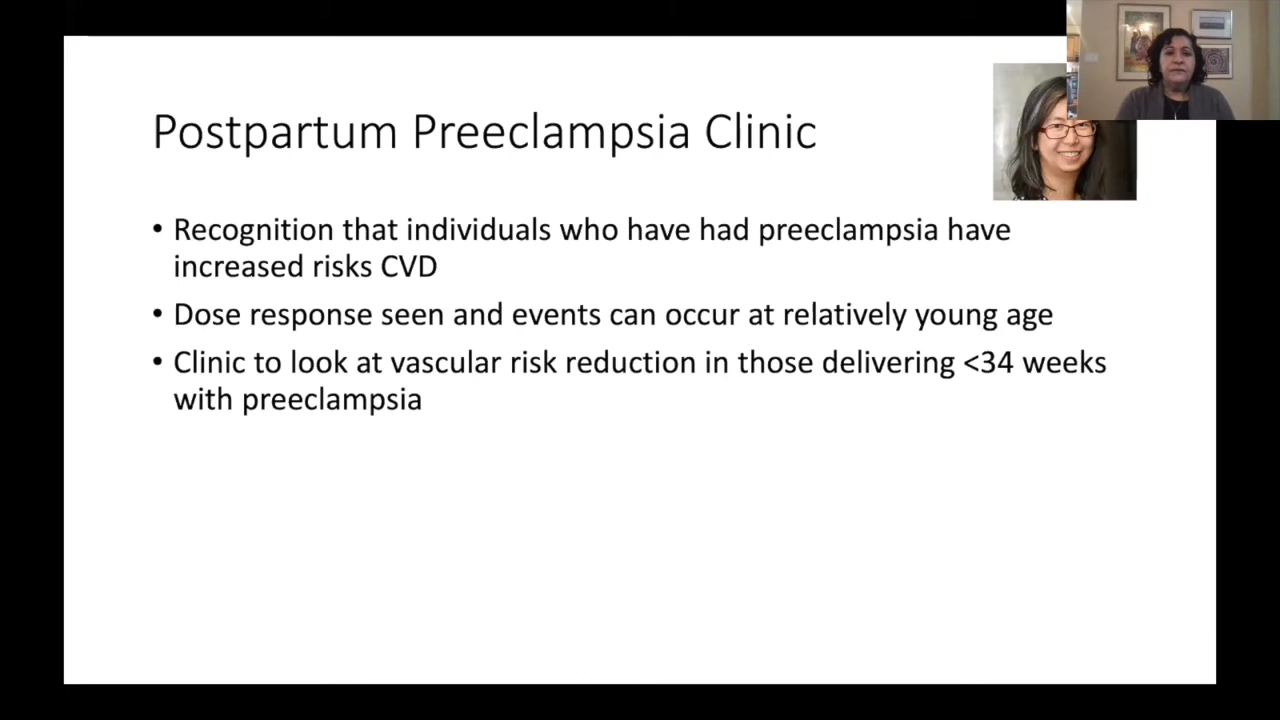 Postpartum Preeclampsia Clinic
• Recognition that individuals who have had preeclampsia have
increased risks CVD
• Dose response seen and events can occur at relatively young age
• Clinic to look at vascular risk reduction in those delivering <34 weeks
with preeclampsia